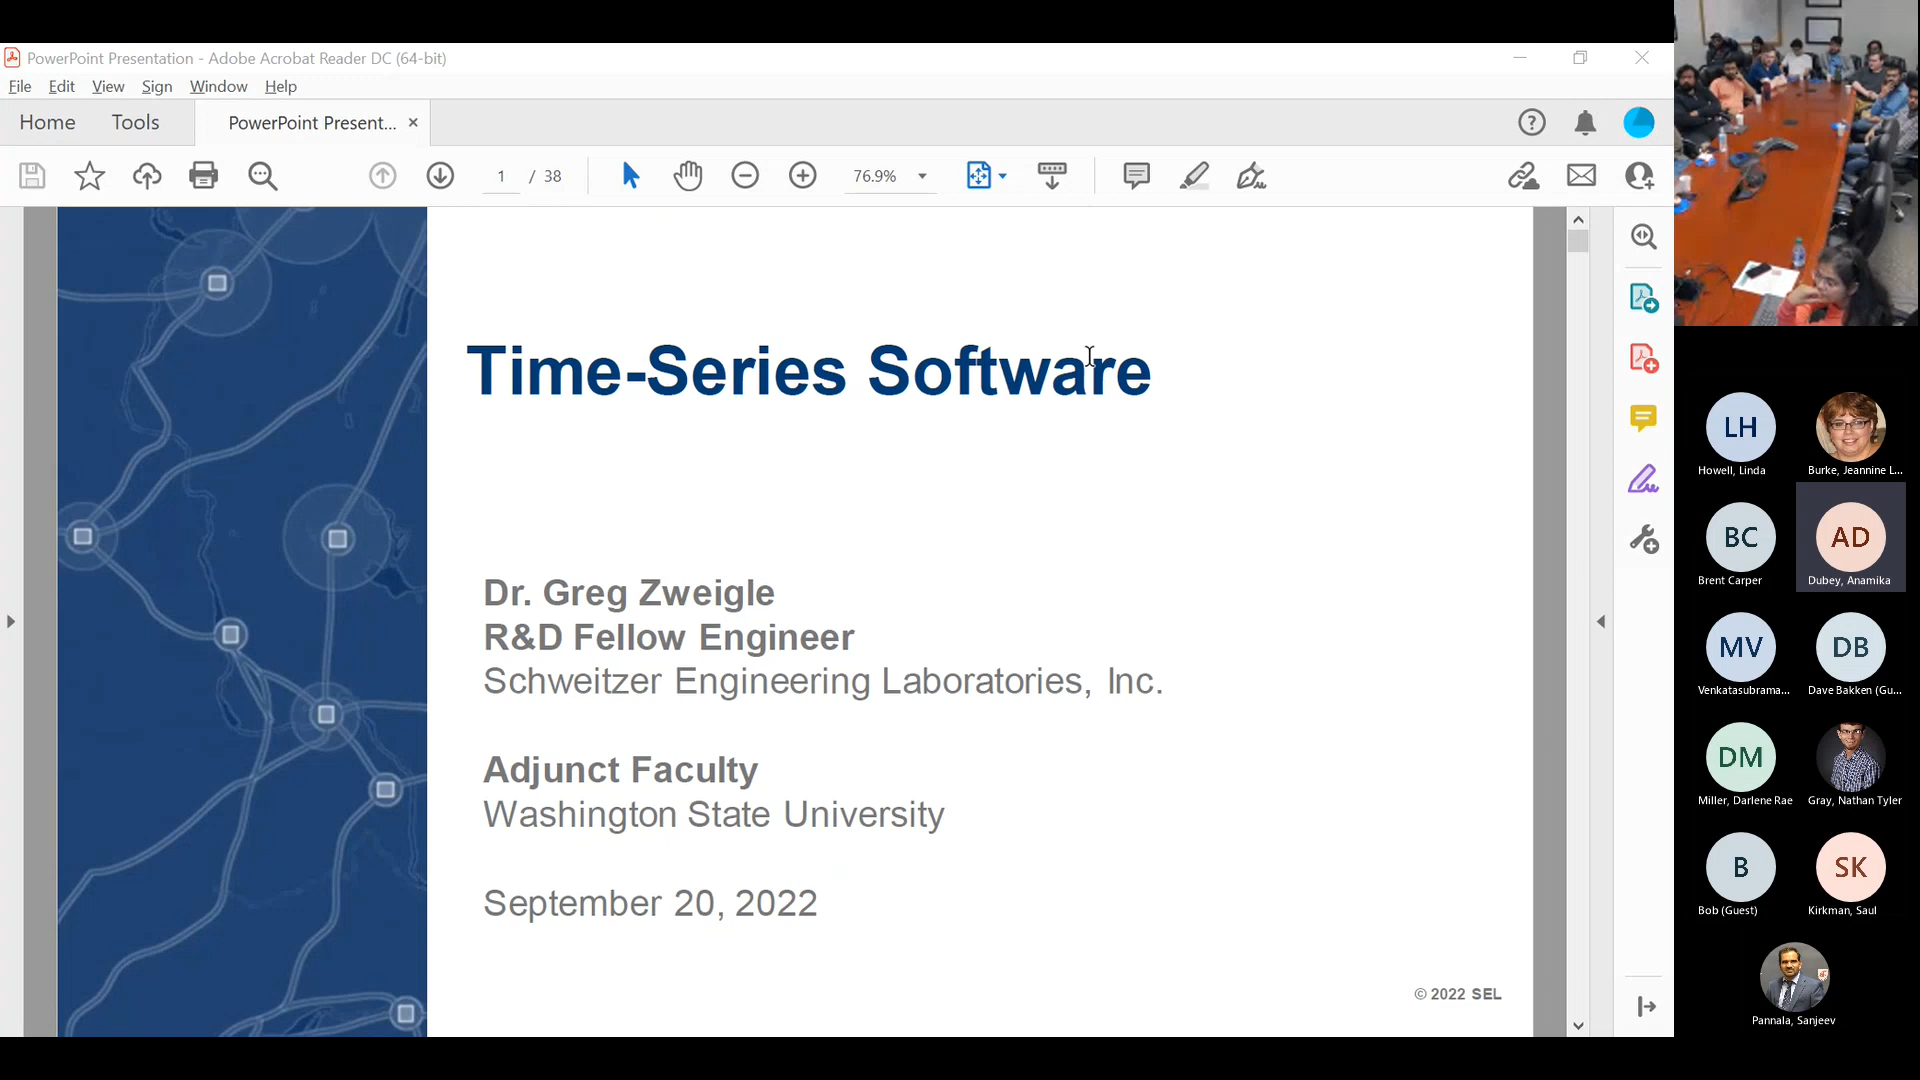 PowerPoint Presentation - Adobe Acrobat Reader DC (64-bit)
File Edit View Sign Window Help
Home Tools PowerPoint Present... ×
1 / 38 76.9%
Time-Series Software
Dr. Greg Zweigle
R&D Fellow Engineer
Schweitzer Engineering Laboratories, Inc.
Adjunct Faculty
Washington State University
September 20, 2022
© 2022 SEL
LH
Howell, Linda
Burke, Jeannine L...
BC
Brent Carper
AD
Dubey, Anamika
MV
Venkatasubrama...
DB
Dave Bakken (Gu...
DM
Miller, Darlene Rae
Gray, Nathan Tyler
B
Bob (Guest)
SK
Kirkman, Saul
Pannala, Sanjeev